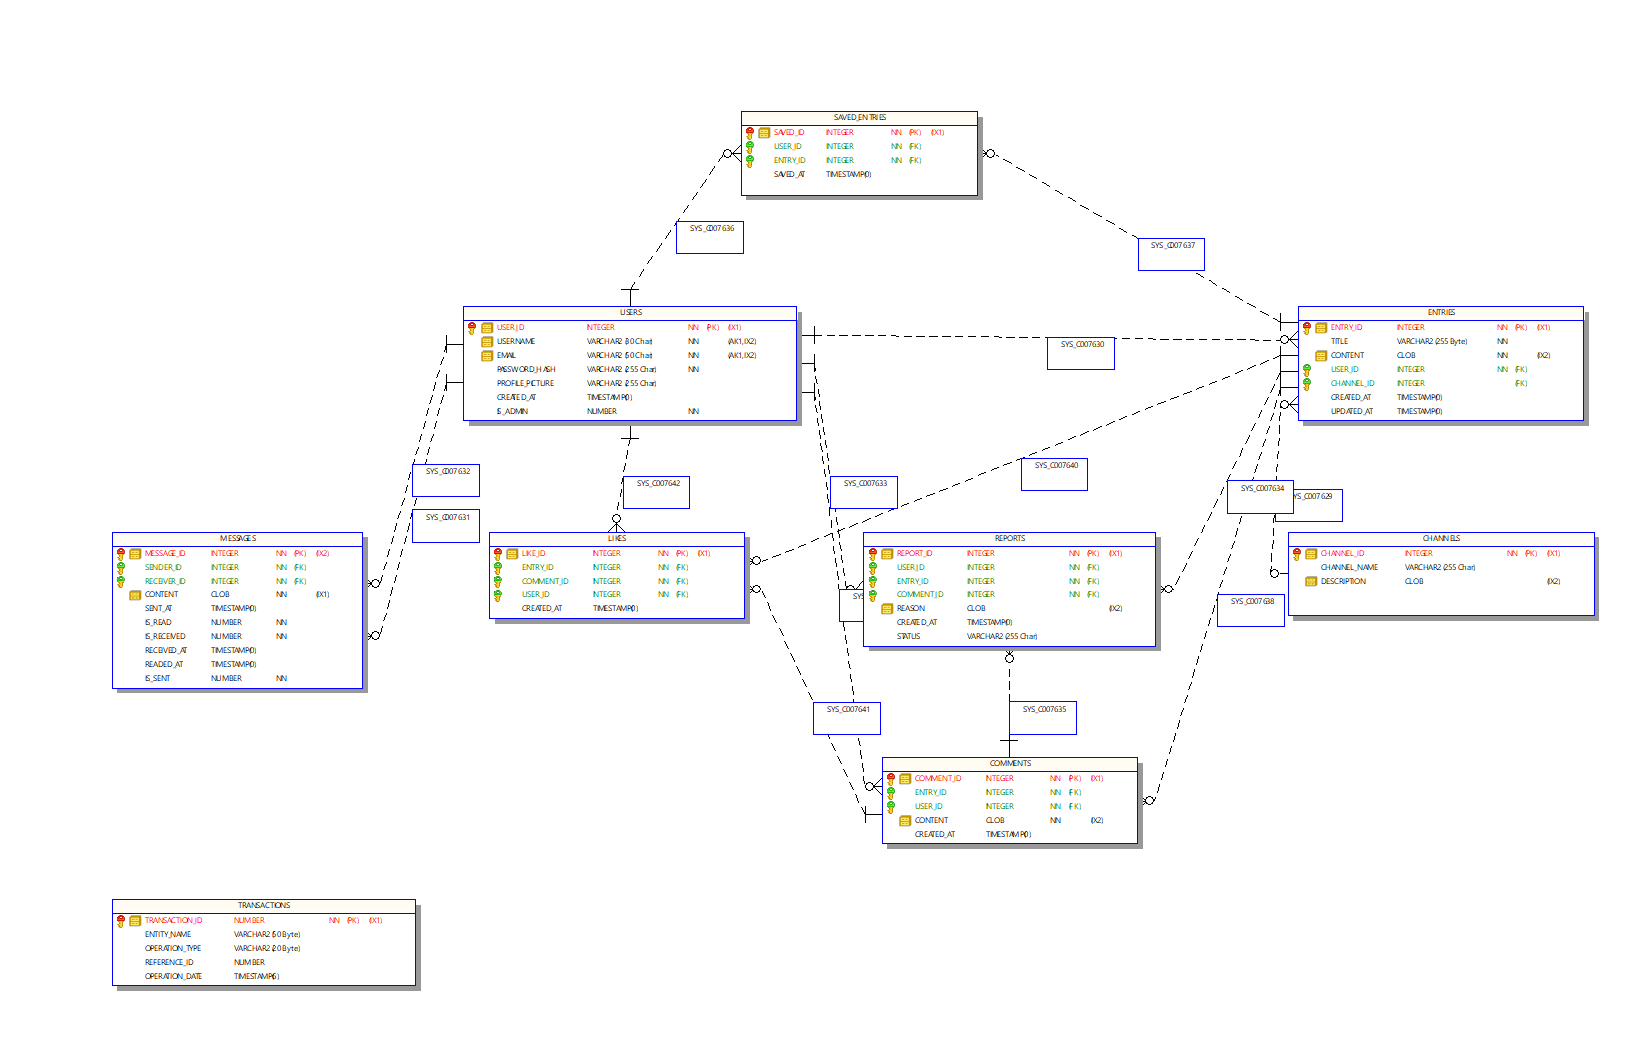 SAVED_ENTRIES
SAVED_ID INTEGER NN (PK) (IX1)
USER_ID INTEGER NN (FK)
ENTRY_ID INTEGER NN (FK)
SAVED_AT TIMESTAMP(0)
SYS_C007636
SYS_C007637
USERS
USER_ID INTEGER NN (PK) (IX1)
USERNAME VARCHAR2 (30 Char) NN (AK1,IX2)
EMAIL VARCHAR2 (50 Char) NN (AK1,IX2)
PASSWORD_HASH VARCHAR2 (255 Char) NN
PROFILE_PICTURE VARCHAR2 (255 Char)
CREATED_AT TIMESTAMP(0)
IS_ADMIN NUMBER NN
SYS_C007630
ENTRIES
ENTRY_ID INTEGER NN (PK) (IX1)
TITLE VARCHAR2 (255 Byte) NN
CONTENT CLOB NN (IX2)
USER_ID INTEGER NN (FK)
CHANNEL_ID INTEGER (FK)
CREATED_AT TIMESTAMP(0)
UPDATED_AT TIMESTAMP(0)
SYS_C007632
SYS_C007631
SYS_C007642
SYS_C007633
SYS_C007640
SYS_C007634
SYS_C007629
MESSAGES
MESSAGE_ID INTEGER NN (PK) (IX2)
SENDER_ID INTEGER NN (FK)
RECEIVER_ID INTEGER NN (FK)
CONTENT CLOB NN (IX1)
SENT_AT TIMESTAMP(0)
IS_READ NUMBER NN
IS_RECEIVED NUMBER NN
RECEIVED_AT TIMESTAMP(0)
READED_AT TIMESTAMP(0)
IS_SENT NUMBER NN
LIKES
LIKE_ID INTEGER NN (PK) (IX1)
ENTRY_ID INTEGER NN (FK)
COMMENT_ID INTEGER NN (FK)
USER_ID INTEGER NN (FK)
CREATED_AT TIMESTAMP(0)
SYS
REPORTS
REPORT_ID INTEGER NN (PK) (IX1)
USER_ID INTEGER NN (FK)
ENTRY_ID INTEGER NN (FK)
COMMENT_ID INTEGER NN (FK)
REASON CLOB (IX2)
CREATED_AT TIMESTAMP(0)
STATUS VARCHAR2 (255 Char)
CHANNELS
CHANNEL_ID INTEGER NN (PK) (IX1)
CHANNEL_NAME VARCHAR2 (255 Char)
DESCRIPTION CLOB (IX2)
SYS_C007638
SYS_C007641
SYS_C007635
COMMENTS
COMMENT_ID INTEGER NN (PK) (IX1)
ENTRY_ID INTEGER NN (FK)
USER_ID INTEGER NN (FK)
CONTENT CLOB NN (IX2)
CREATED_AT TIMESTAMP(0)
TRANSACTIONS
TRANSACTION_ID NUMBER NN (PK) (IX1)
ENTITY_NAME VARCHAR2 (50 Byte)
OPERATION_TYPE VARCHAR2 (20 Byte)
REFERENCE_ID NUMBER
OPERATION_DATE TIMESTAMP(6)